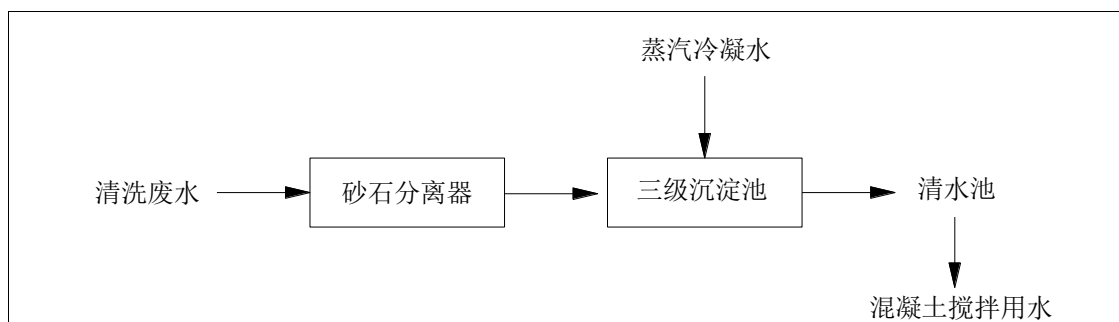 蒸汽冷凝水
清洗废水
砂石分离器
三级沉淀池
清水池
混凝土搅拌用水